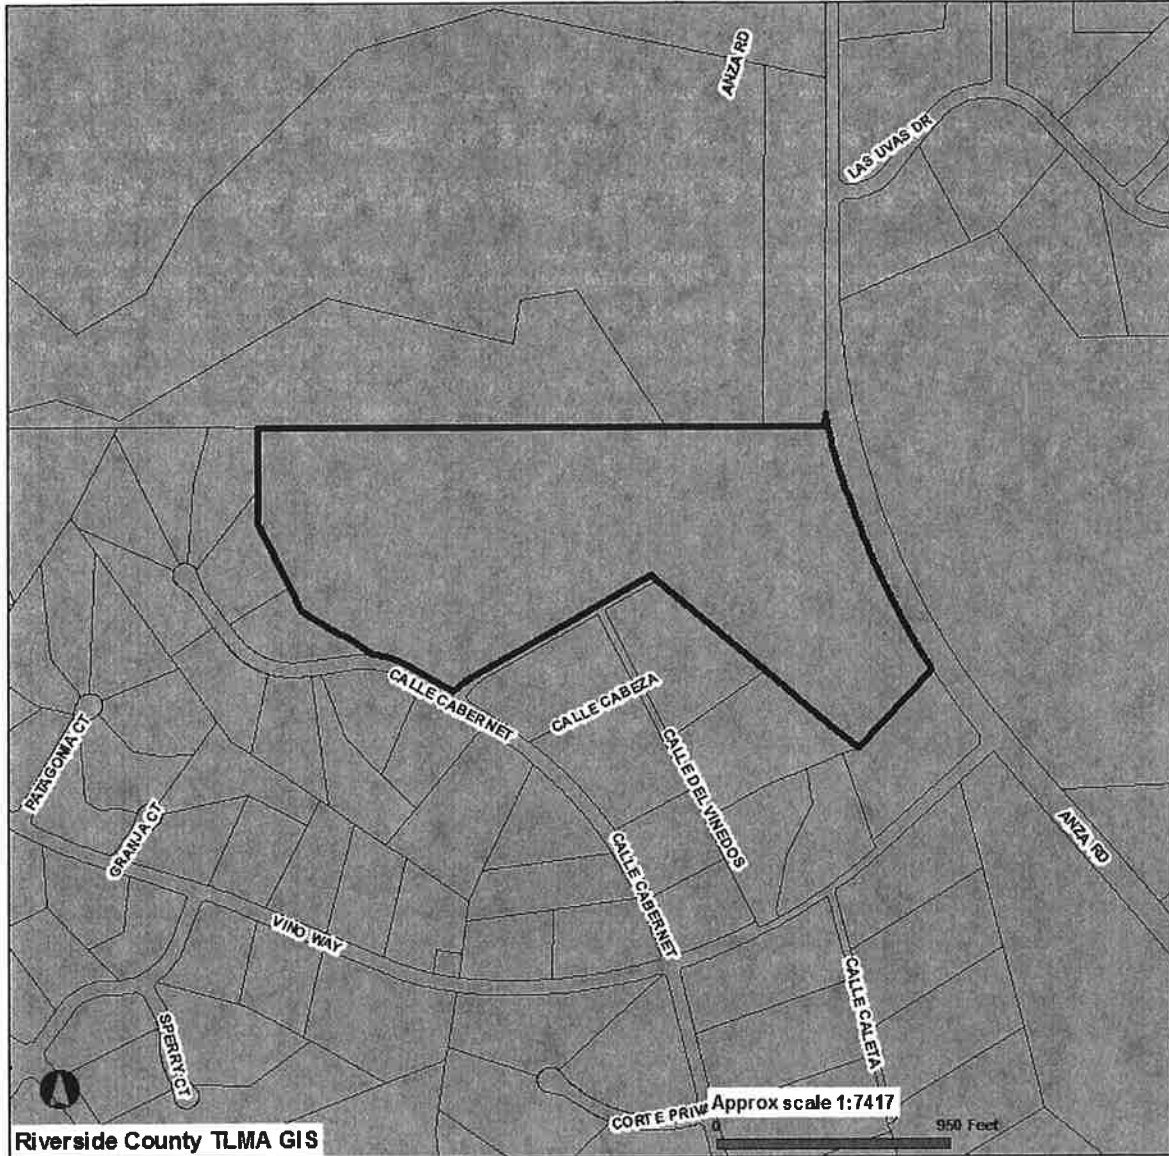 ANZA RD
LAS UVAS DR
CALLE CABERNET
CALLE CABEZA
CALLE DEL VINEDOS
PATAGONIA CT
GRANJA CT
CALLE CABERNET
ANZA RD
VINO WAY
CALLE CALETA
SPERRY CT
CORTE
Approx scale 1:7417
0 950 Feet
Riverside County TLMA GIS